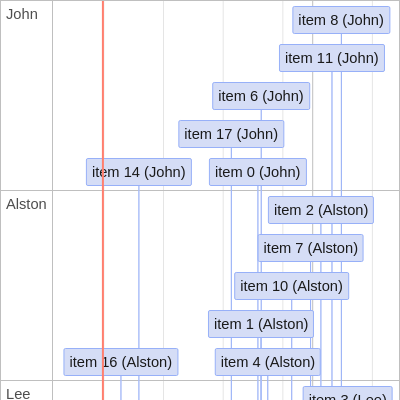 John
item 8 (John)
item 11 (John)
item 6 (John)
item 17 (John)
item 14 (John)
item 0 (John)
Alston
item 2 (Alston)
item 7 (Alston)
item 10 (Alston)
item 1 (Alston)
item 16 (Alston)
item 4 (Alston)
Lee
item 3 (Lee)